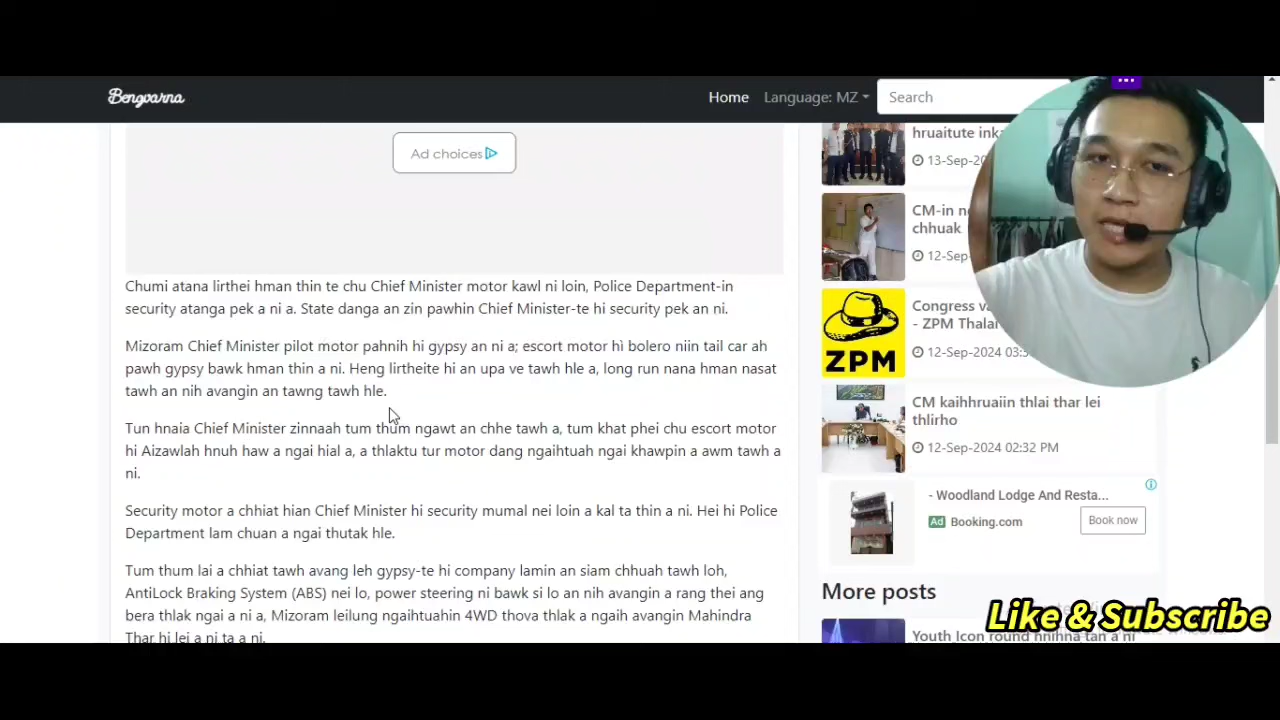 Bengvarna
Home
Language: MZ
Search
Ad choices
Chumi atana lirthei hman thin te chu Chief Minister motor kawl ni loin, Police Department-in
security atanga pek a ni a. State danga an zin pawhin Chief Minister-te hi security pek an ni.
Mizoram Chief Minister pilot motor pahnih hi gypsy an ni a; escort motor hi bolero niin tail car ah
pawh gypsy bawk hman thin a ni. Heng lirtheite hi an upa ve tawh hle a, long run nana hman nasat
tawh an nih avangin an tawng tawh hle.
Tun hnaia Chief Minister zinnaah tum thum ngawt an chhe tawh a, tum khat phei chu escort motor
hi Aizawlah hnuh haw a ngai hial a, a thlaktu tur motor dang ngaihtuah ngai khawpin a awm tawh a
ni.
Security motor a chhiat hian Chief Minister hi security mumal nei loin a kal ta thin a ni. Hei hi Police
Department lam chuan a ngai thutak hle.
Tum thum lai a chhiat tawh avang leh gypsy-te hi company lamin an siam chhuah tawh loh,
AntiLock Braking System (ABS) nei lo, power steering ni bawk si lo an nih avangin a rang thei ang
bera thlak ngai a ni a, Mizoram leilung ngaihtuahin 4WD thova thlak a ngaih avangin Mahindra
Thar hi lei a ni ta a ni.
hruaitute
13-Sep-20
CM-in
chhuak
12-Sep-
Congress
- ZPM
12-Sep-2024
ZPM
CM kaihhruaiin thlai thar lei
thlirho
12-Sep-2024 02:32 PM
- Woodland Lodge And Resta...
Ad Booking.com
Book now
More posts
Like & Subscribe
Youth Icon round hnihna tan a ni